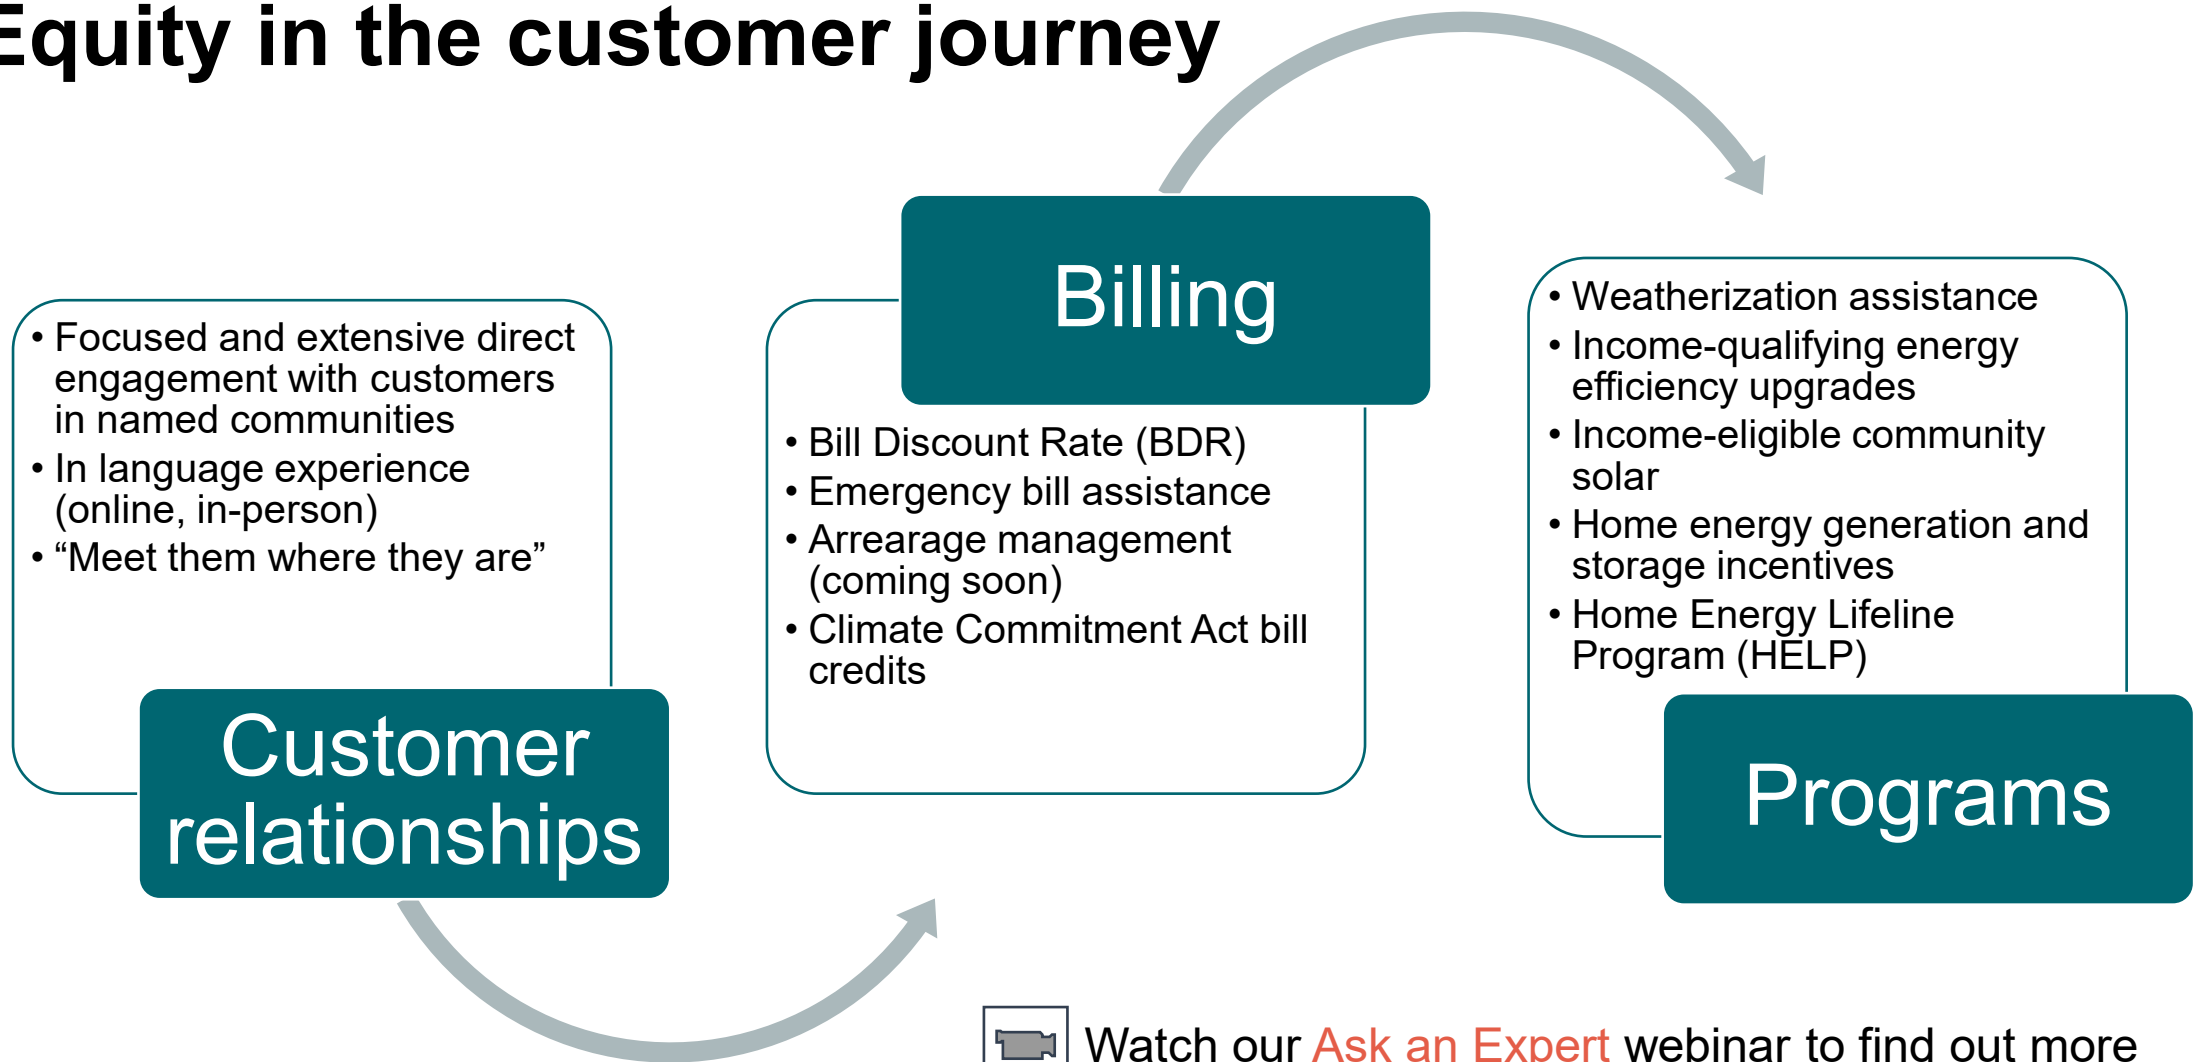 Equity in the customer journey
• Focused and extensive direct
engagement with customers
in named communities
• In language experience
(online, in-person)
• “Meet them where they are”
Customer
relationships
Billing
• Bill Discount Rate (BDR)
• Emergency bill assistance
• Arrearage management
(coming soon)
• Climate Commitment Act bill
credits
• Weatherization assistance
• Income-qualifying energy
efficiency upgrades
• Income-eligible community
solar
• Home energy generation and
storage incentives
• Home Energy Lifeline
Program (HELP)
Programs
Watch our Ask an Expert webinar to find out more